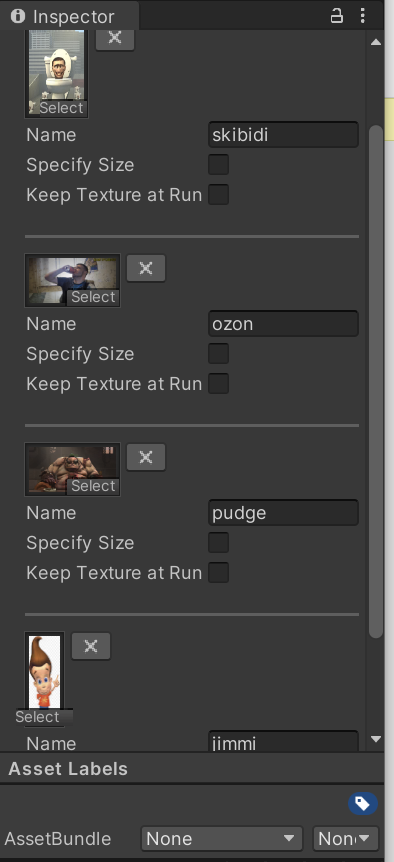 Inspector
Select
Name skibidi
Specify Size
Keep Texture at Run
Select
Name ozon
Specify Size
Keep Texture at Run
Select
Name pudge
Specify Size
Keep Texture at Run
Select
Name jimmi
Asset Labels
AssetBundle None Non